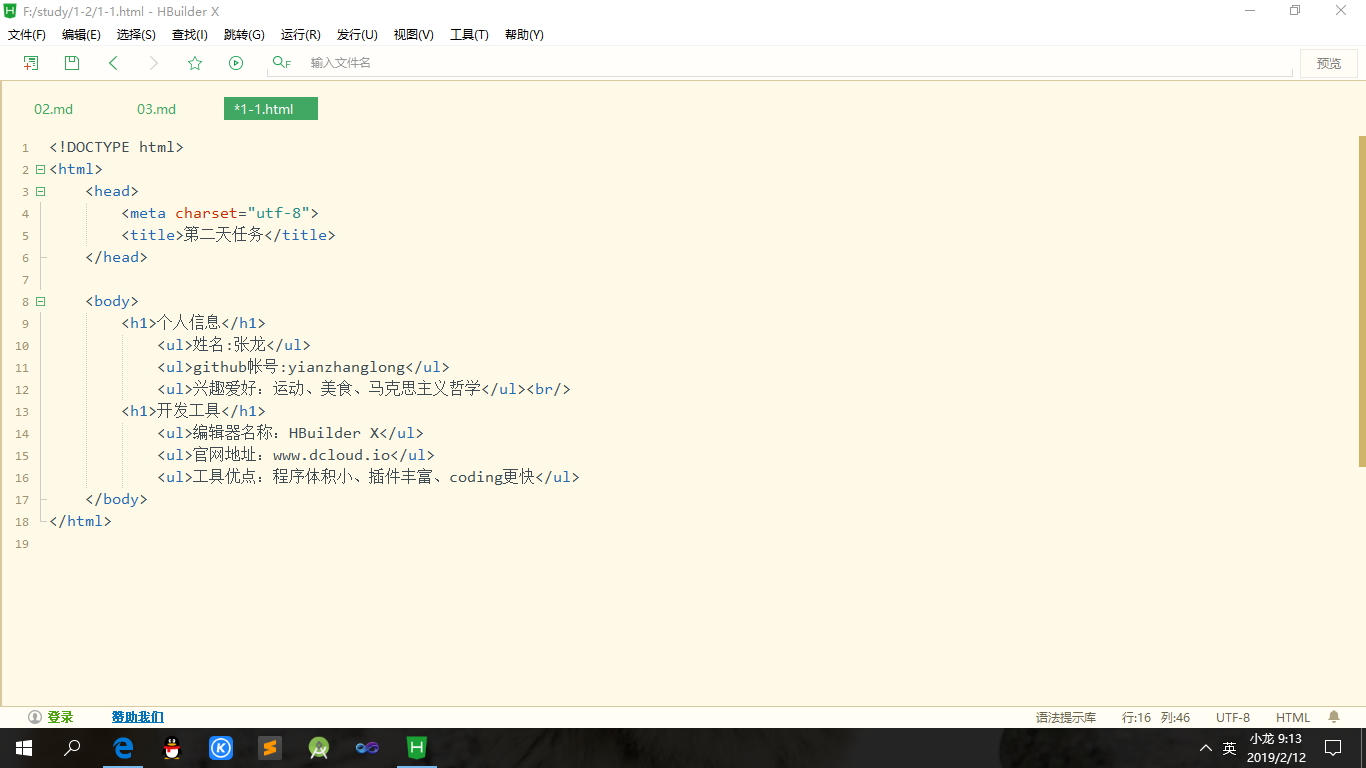 F:/study/1-2/1-1.html - HBuilder X
文件(F) 编辑(E) 选择(S) 查找(I) 跳转(G) 运行(R) 发行(U) 视图(V) 工具(T) 帮助(Y)
输入文件名 预览
02.md 03.md *1-1.html
1 <!DOCTYPE html>
2 <html>
3 <head>
4 <meta charset="utf-8">
5 <title>第二天任务</title>
6 </head>
7
8 <body>
9 <h1>个人信息</h1>
10 <ul>姓名:张龙</ul>
11 <ul>github帐号:yianzhanglong</ul>
12 <ul>兴趣爱好：运动、美食、马克思主义哲学</ul><br/>
13 <h1>开发工具</h1>
14 <ul>编辑器名称：HBuilder X</ul>
15 <ul>官网地址：www.dcloud.io</ul>
16 <ul>工具优点：程序体积小、插件丰富、coding更快</ul>
17 </body>
18 </html>
19
登录 赞助我们 语法提示库 行:16 列:46 UTF-8 HTML
英 小龙 9:13
2019/2/12